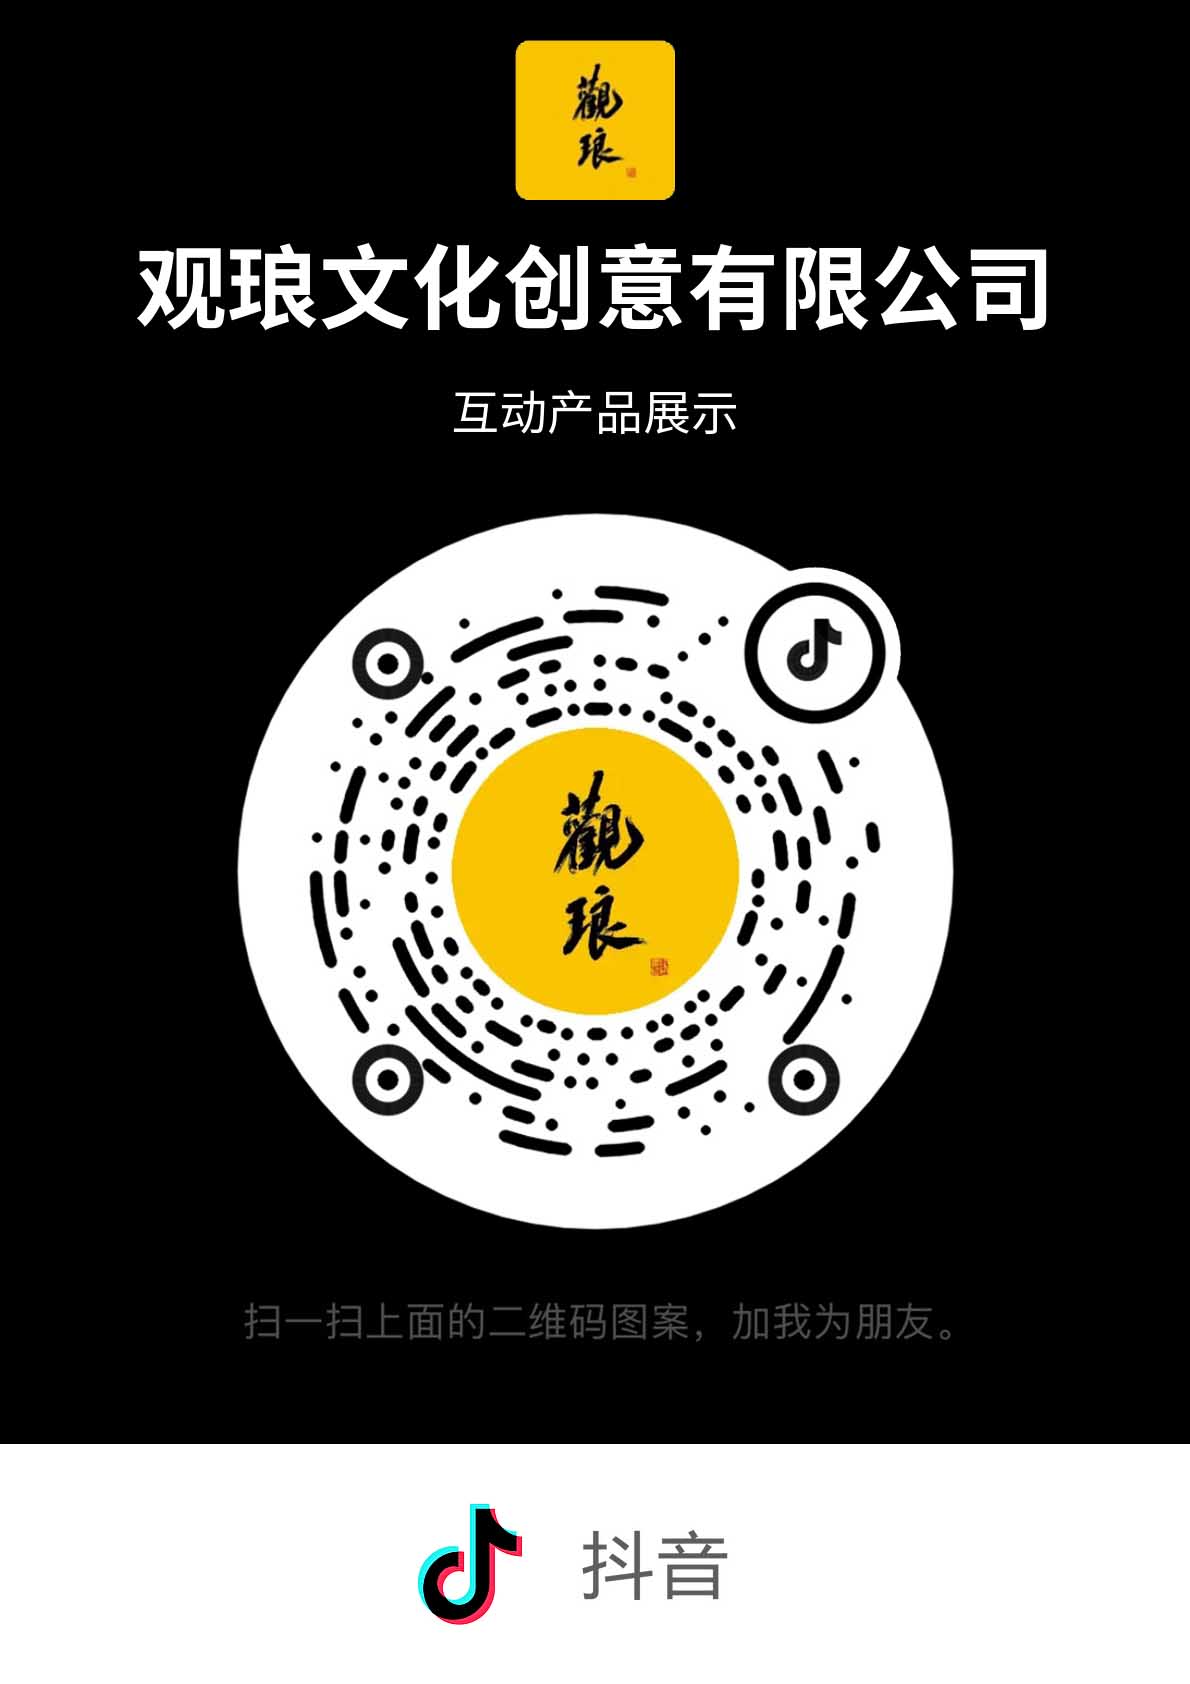 觀
琅
观琅文化创意有限公司
互动产品展示
觀
琅
扫一扫上面的二维码图案，加我为朋友。
抖音